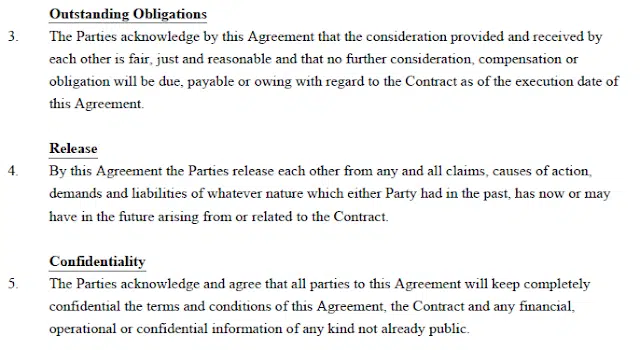 Outstanding Obligations
3. The Parties acknowledge by this Agreement that the consideration provided and received by
each other is fair, just and reasonable and that no further consideration, compensation or
obligation will be due, payable or owing with regard to the Contract as of the execution date of
this Agreement.
Release
4. By this Agreement the Parties release each other from any and all claims, causes of action,
demands and liabilities of whatever nature which either Party had in the past, has now or may
have in the future arising from or related to the Contract.
Confidentiality
5. The Parties acknowledge and agree that all parties to this Agreement will keep completely
confidential the terms and conditions of this Agreement, the Contract and any financial,
operational or confidential information of any kind not already public.